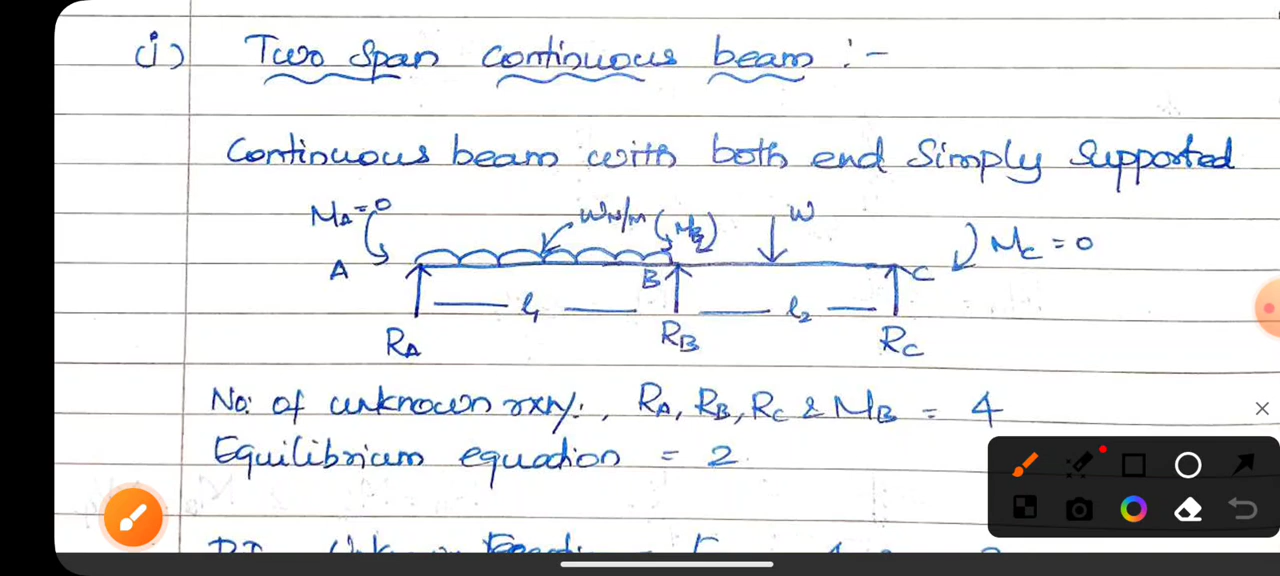 (i) Two Span Continuous beam :-
Continuous beam with both end Simply Supported
MA=0
W N/M
(MB)
W
MC = 0
A
B
C
l1
l2
RA
RB
RC
No: of unknown rxn:, RA, RB, RC & MB = 4
Equilibrium equation = 2